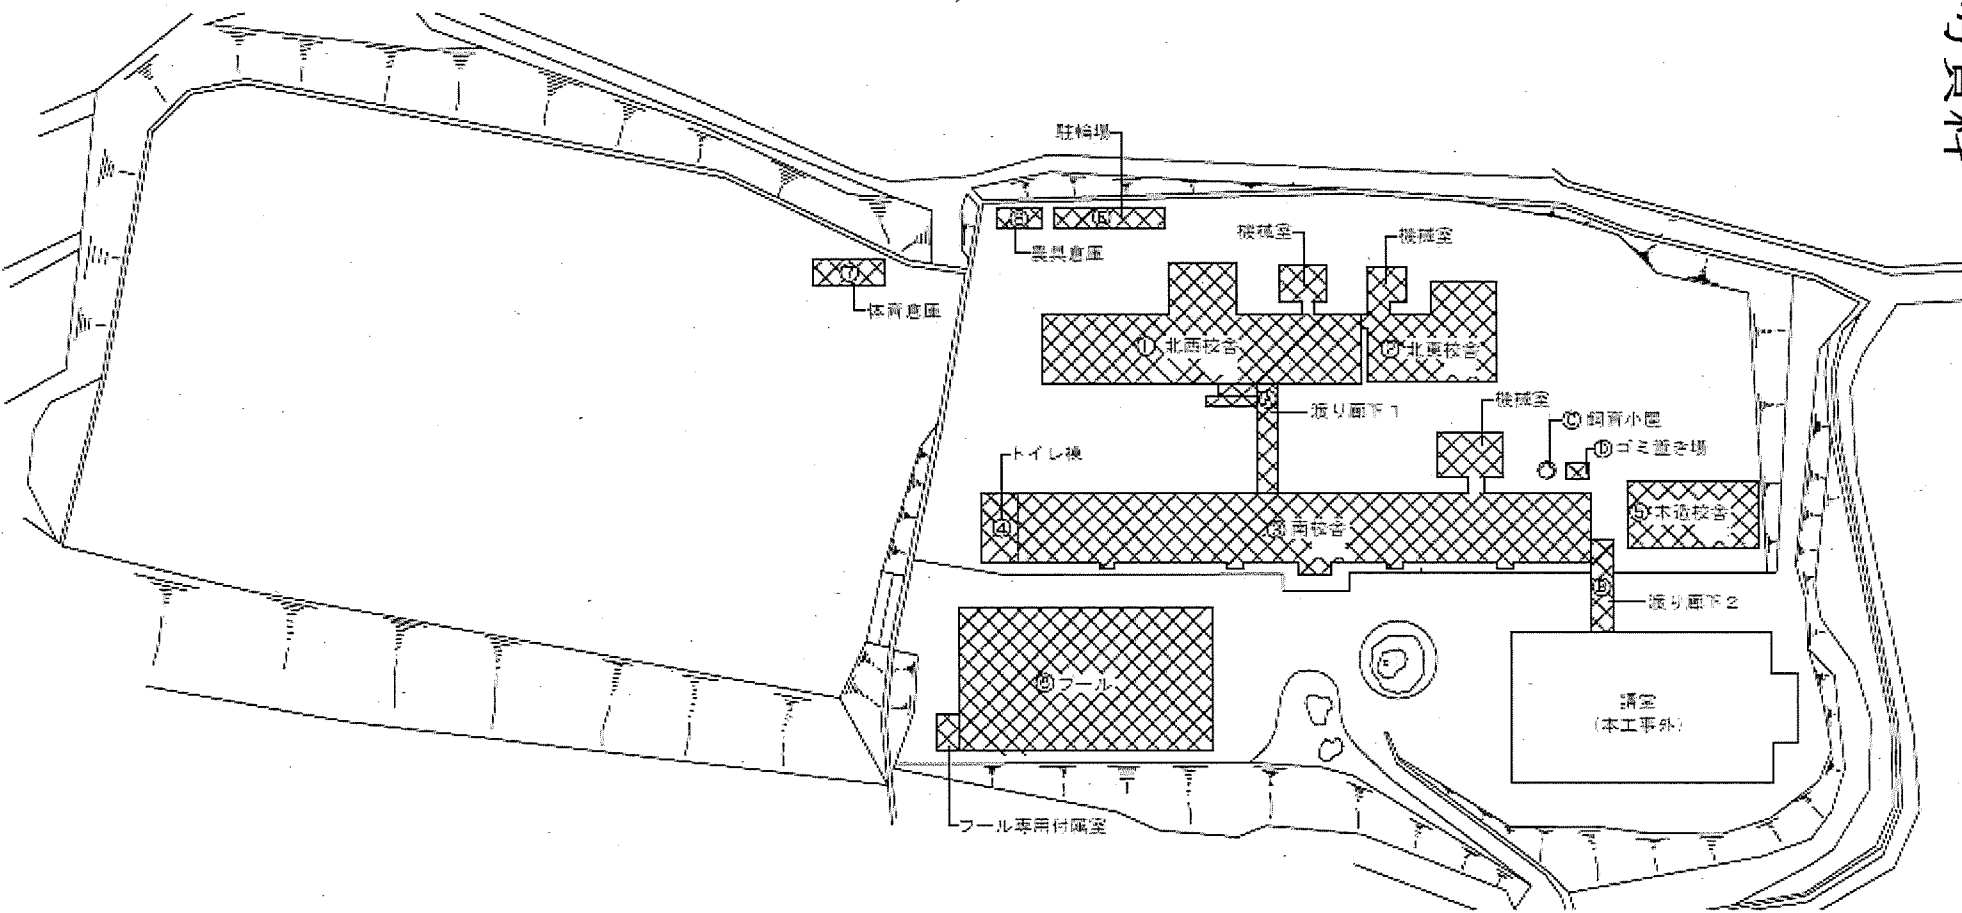 駐輪場
Ⓔ
⑧
農具倉庫
機械室
機械室
⑦
体育倉庫
①北西校舎
②北東校舎
Ⓐ
渡り廊下1
機械室
Ⓒ飼育小屋
Ⓓゴミ置き場
トイレ棟
④
③南校舎
⑤木造校舎
Ⓑ
渡り廊下2
⑥プール
講堂
(本工事外)
プール専用付属室